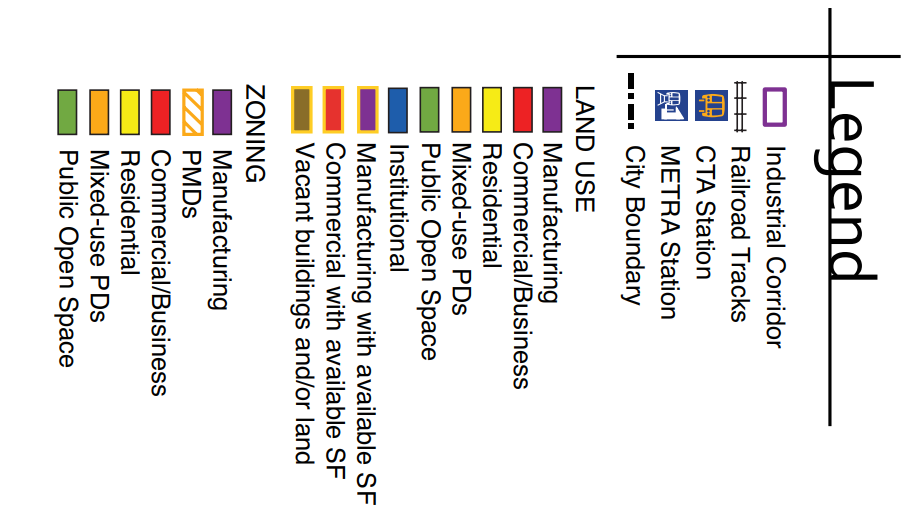 Legend
Industrial Corridor
Railroad Tracks
CTA Station
METRA Station
City Boundary
LAND USE
Manufacturing
Commercial/Business
Residential
Mixed-use PDs
Public Open Space
Institutional
Manufacturing with available SF
Commercial with available SF
Vacant buildings and/or land
ZONING
Manufacturing
PMDs
Commercial/Business
Residential
Mixed-use PDs
Public Open Space